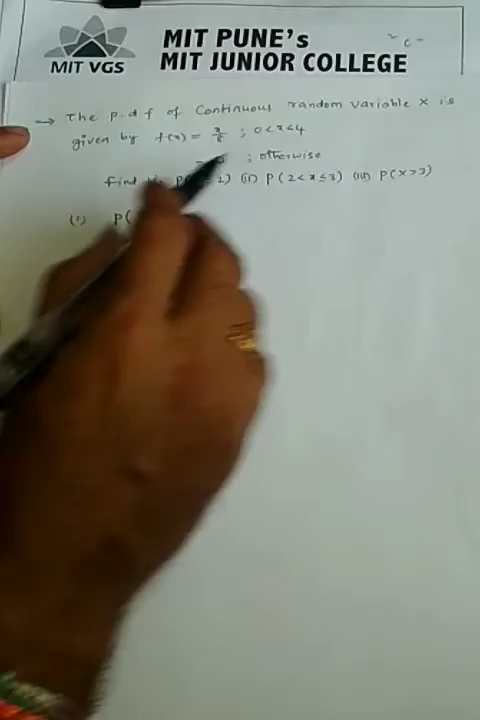 MIT VGS
MIT PUNE's
MIT JUNIOR COLLEGE
→ The p.d.f of Continuous random variable X is
given by f(x) = x/8 ; 0<x<4
; otherwise
find 2) (ii) P(2<x≤3) (iii) P(X>3)
(i) P(